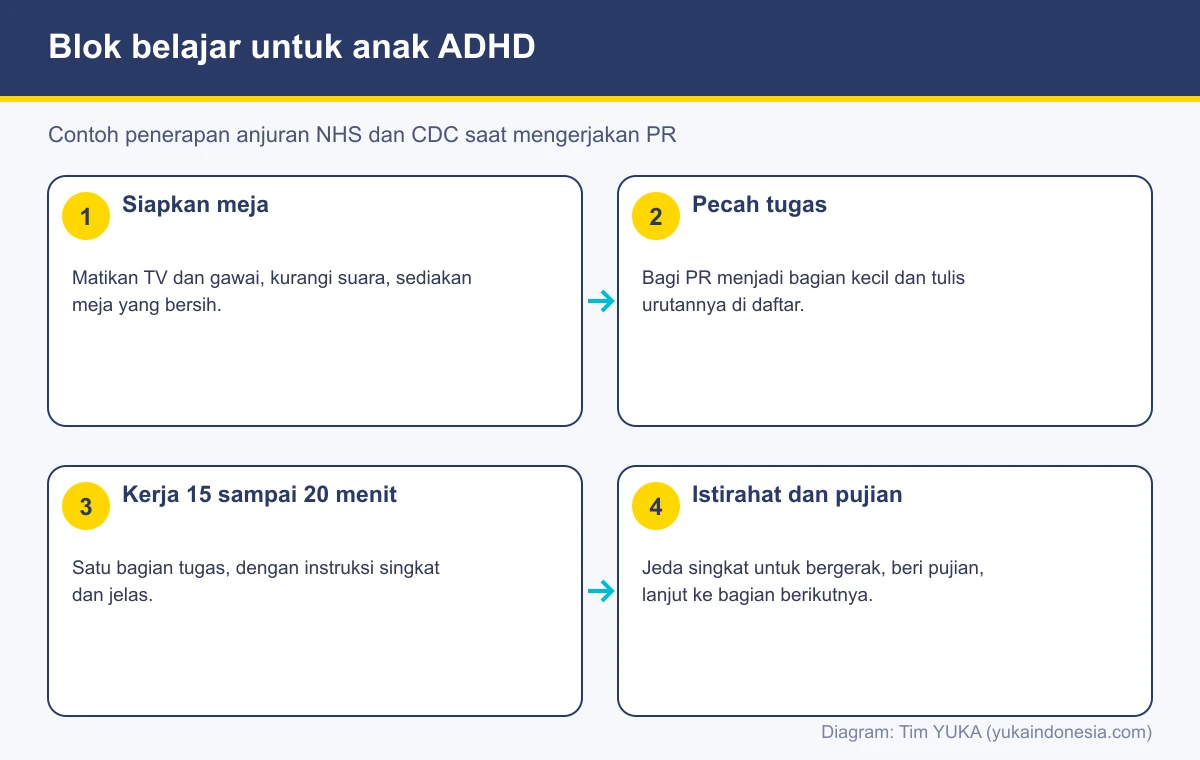 Blok belajar untuk anak ADHD
Contoh penerapan anjuran NHS dan CDC saat mengerjakan PR
1
Siapkan meja
Matikan TV dan gawai, kurangi suara, sediakan
meja yang bersih.
2
Pecah tugas
Bagi PR menjadi bagian kecil dan tulis
urutannya di daftar.
3
Kerja 15 sampai 20 menit
Satu bagian tugas, dengan instruksi singkat
dan jelas.
4
Istirahat dan pujian
Jeda singkat untuk bergerak, beri pujian,
lanjut ke bagian berikutnya.
Diagram: Tim YUKA (yukaindonesia.com)